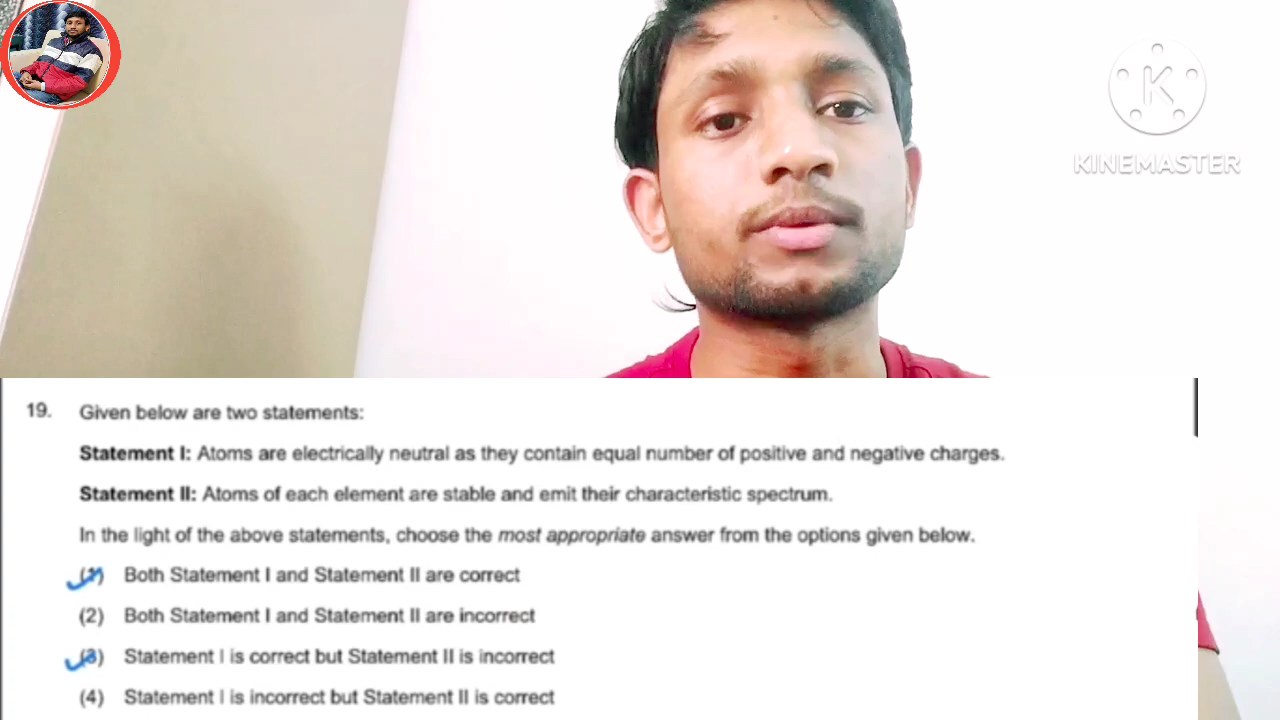 K
KINEMASTER
19. Given below are two statements:
Statement I: Atoms are electrically neutral as they contain equal number of positive and negative charges.
Statement II: Atoms of each element are stable and emit their characteristic spectrum.
In the light of the above statements, choose the most appropriate answer from the options given below.
(1) Both Statement I and Statement II are correct
(2) Both Statement I and Statement II are incorrect
(3) Statement I is correct but Statement II is incorrect
(4) Statement I is incorrect but Statement II is correct